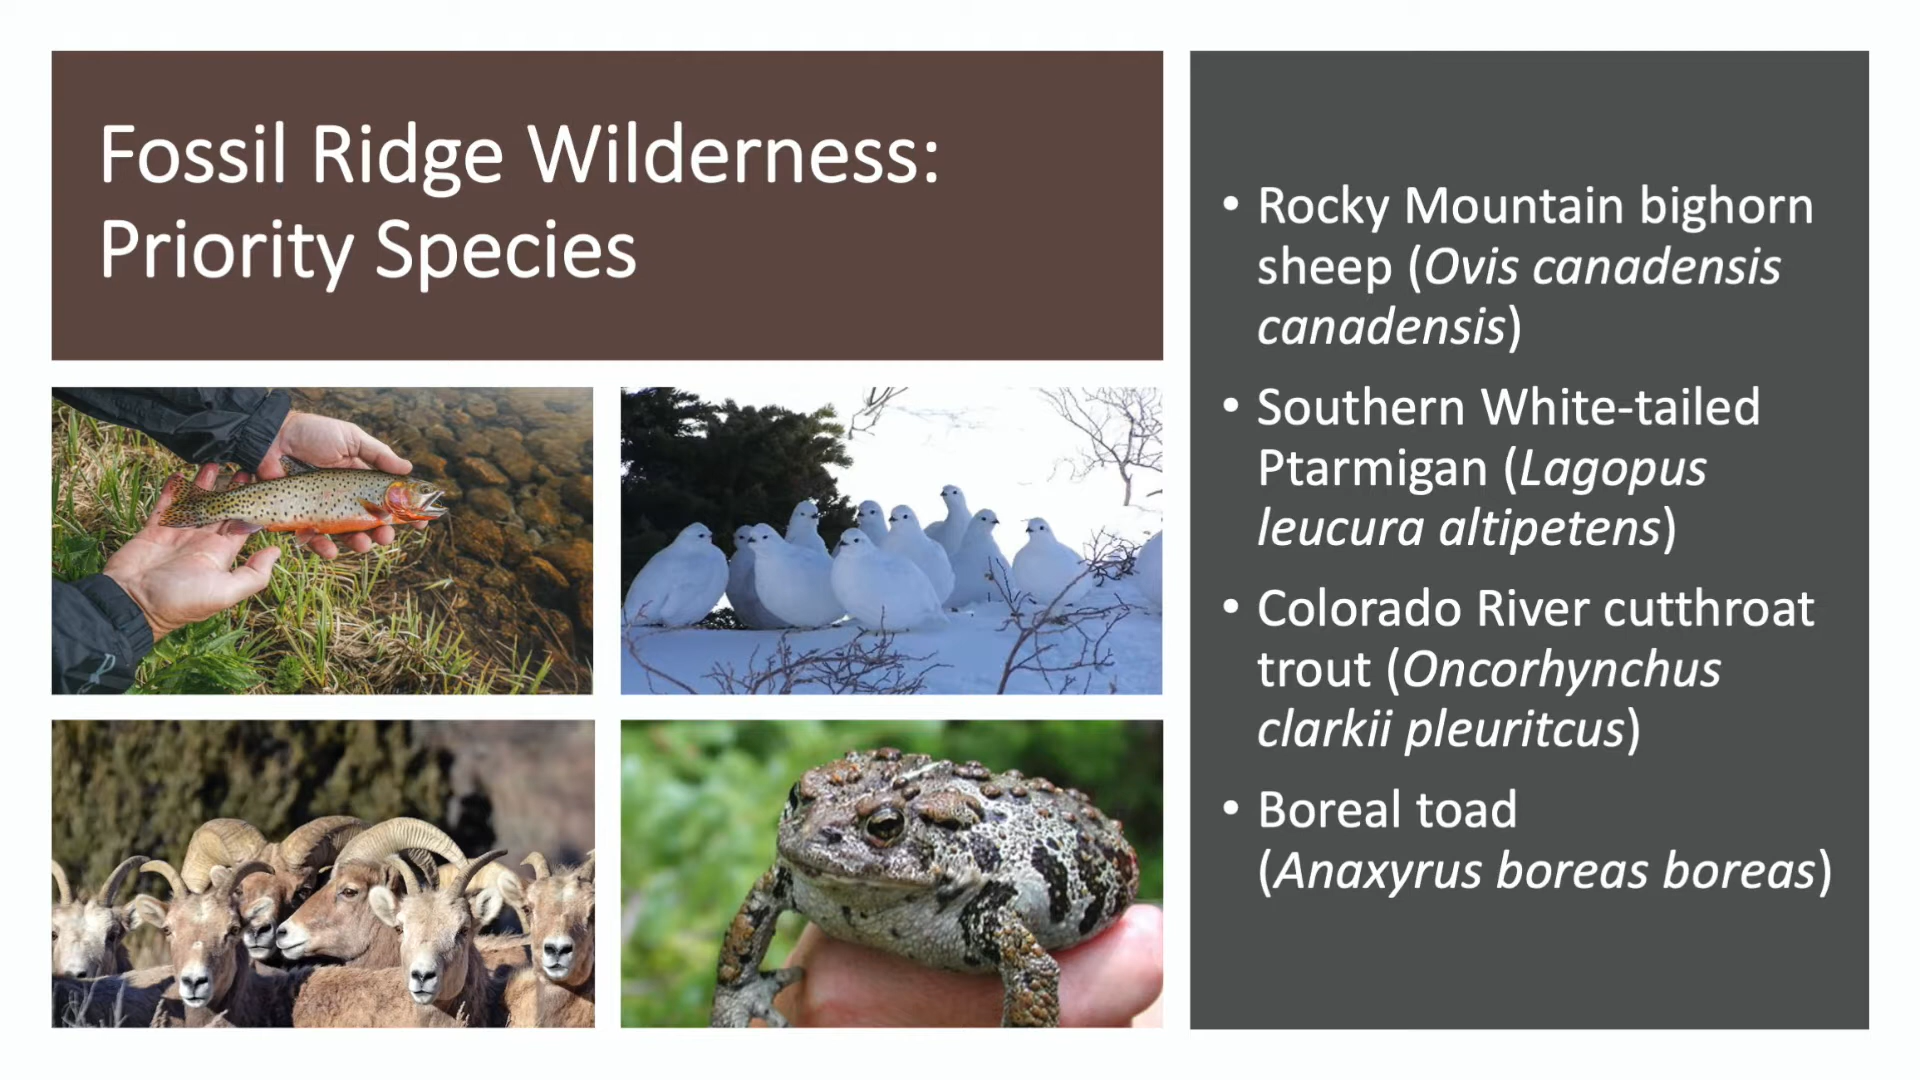 Fossil Ridge Wilderness:
Priority Species
• Rocky Mountain bighorn
sheep (Ovis canadensis
canadensis)
• Southern White-tailed
Ptarmigan (Lagopus
leucura altipetens)
• Colorado River cutthroat
trout (Oncorhynchus
clarkii pleuritcus)
• Boreal toad
(Anaxyrus boreas boreas)